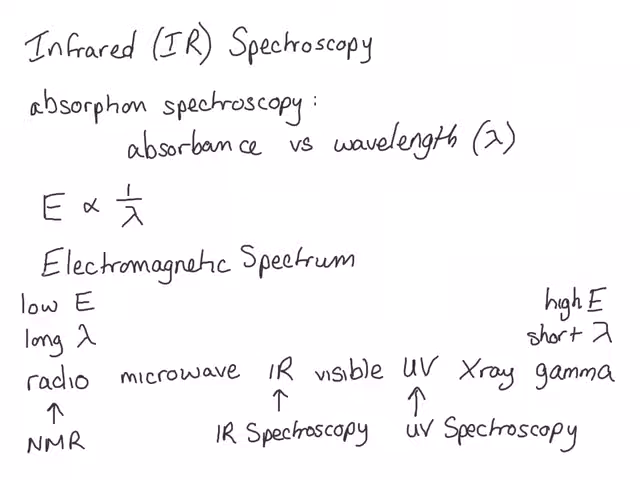 Infrared (IR) Spectroscopy
absorption spectroscopy:
absorbance vs wavelength (λ)
E ∝ 1/λ
Electromagnetic Spectrum
low E high E
long λ short λ
radio microwave IR visible UV Xray gamma
↑ ↑ ↑
NMR IR Spectroscopy UV Spectroscopy